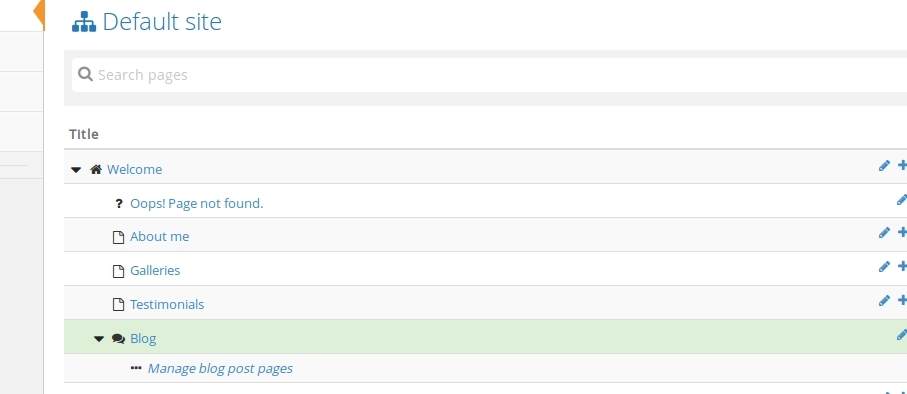 Default site
Search pages
Title
Welcome
Oops! Page not found.
About me
Galleries
Testimonials
Blog
Manage blog post pages